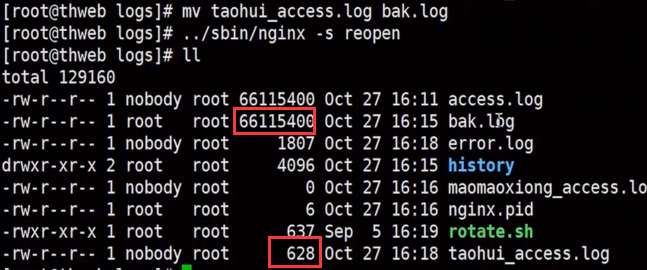 [root@thweb logs]# mv taohui_access.log bak.log
[root@thweb logs]# ../sbin/nginx -s reopen
[root@thweb logs]# ll
total 129160
-rw-r--r-- 1 nobody root 66115400 Oct 27 16:11 access.log
-rw-r--r-- 1 root   root 66115400 Oct 27 16:15 bak.log
-rw-r--r-- 1 nobody root     1807 Oct 27 16:18 error.log
drwxr-xr-x 2 root   root     4096 Oct 27 16:15 history
-rw-r--r-- 1 nobody root        0 Oct 27 16:16 maomaoxiong_access.lo
-rw-r--r-- 1 root   root        6 Oct 27 16:16 nginx.pid
-rwxr-xr-x 1 root   root      637 Sep  5 16:19 rotate.sh
-rw-r--r-- 1 nobody root      628 Oct 27 16:18 taohui_access.log
[root@thweb logs]#